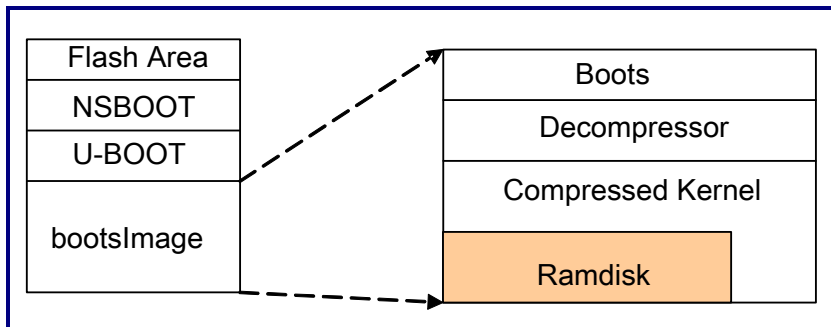 Flash Area
NSBOOT
U-BOOT
bootsImage
Boots
Decompressor
Compressed Kernel
Ramdisk